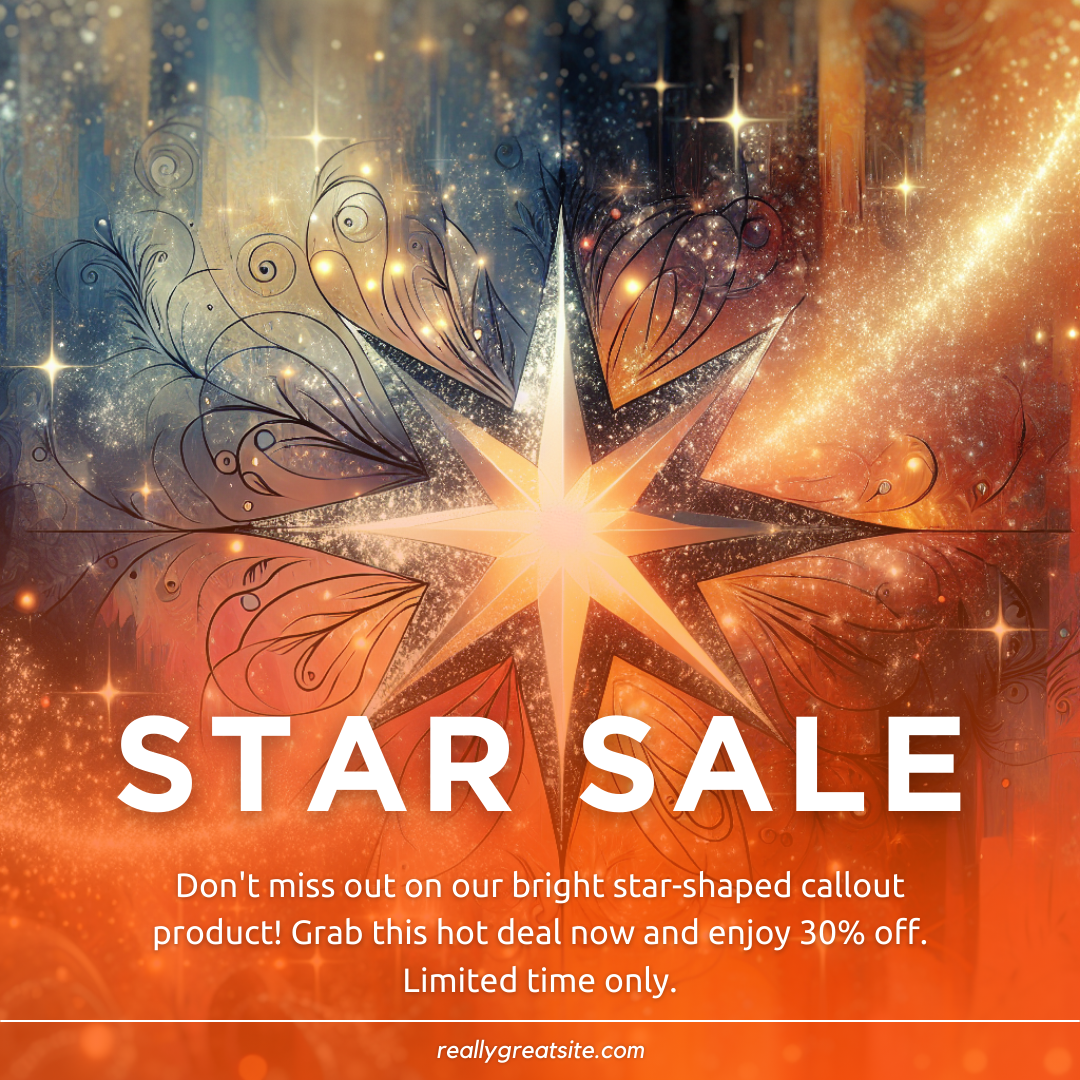 STAR SALE
Don't miss out on our bright star-shaped callout
product! Grab this hot deal now and enjoy 30% off.
Limited time only.
reallygreatsite.com